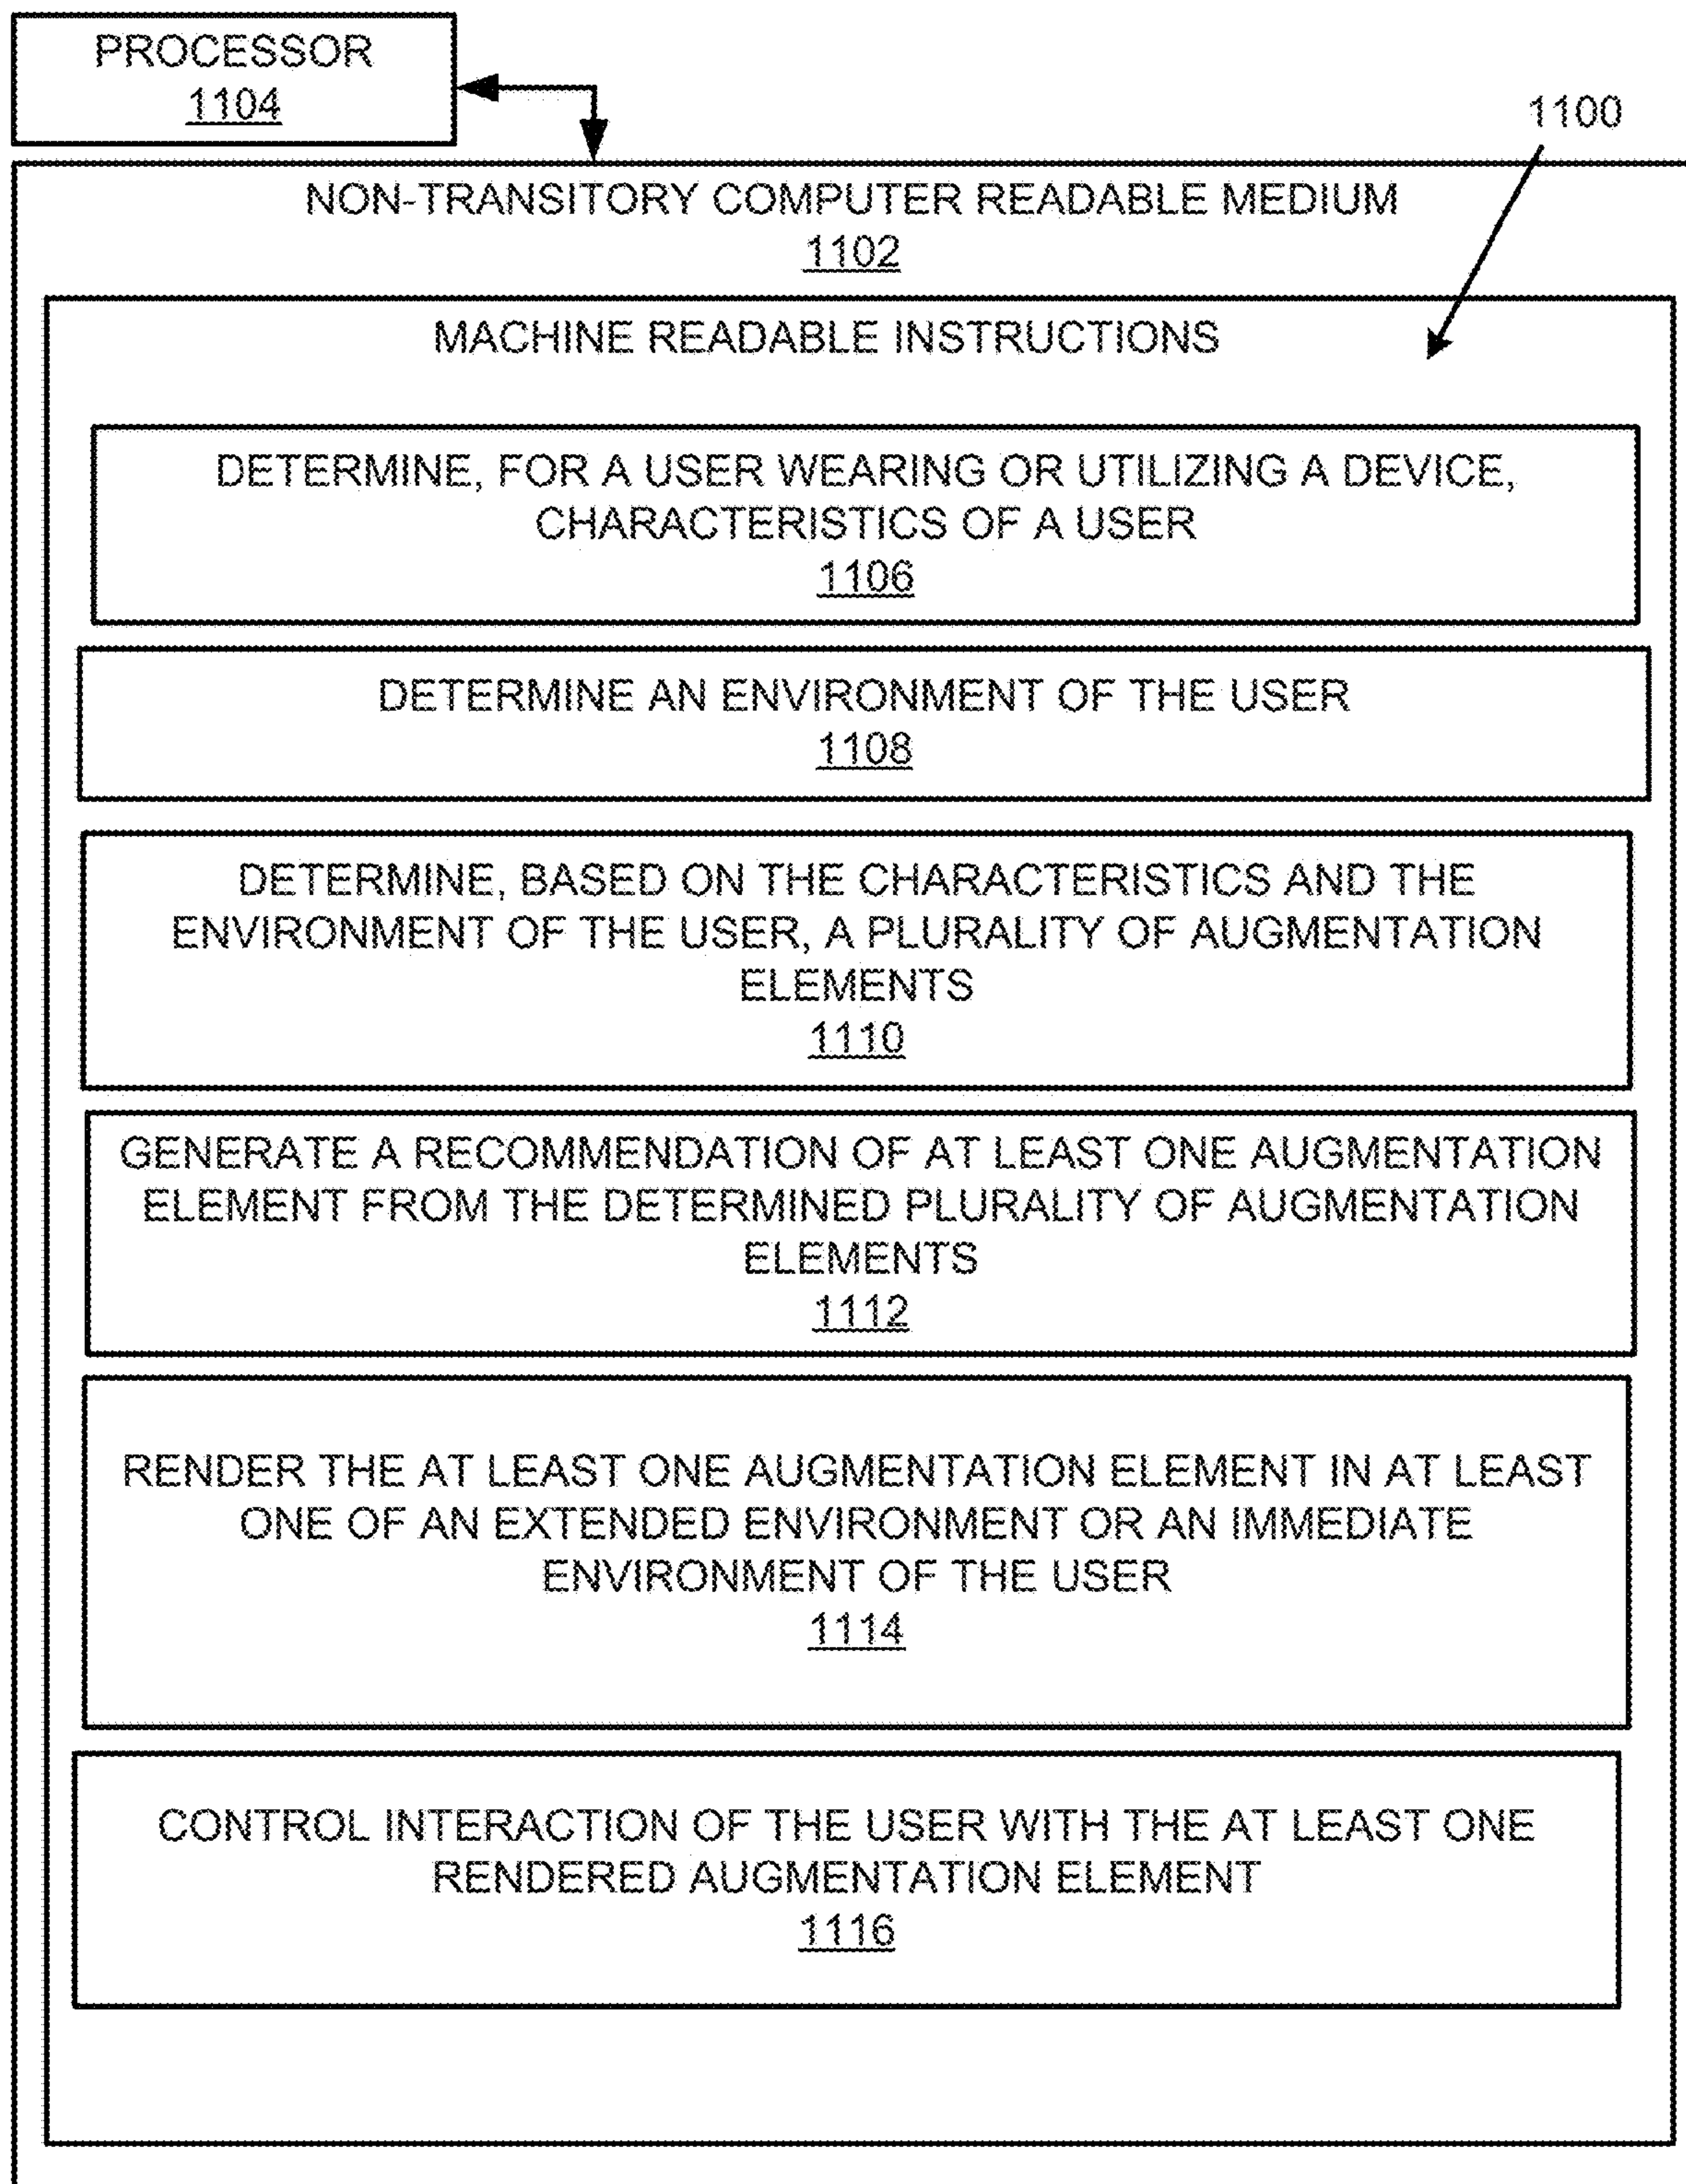 PROCESSOR
1104
1100
NON-TRANSITORY COMPUTER READABLE MEDIUM
1102
MACHINE READABLE INSTRUCTIONS
DETERMINE, FOR A USER WEARING OR UTILIZING A DEVICE,
CHARACTERISTICS OF A USER
1106
DETERMINE AN ENVIRONMENT OF THE USER
1108
DETERMINE, BASED ON THE CHARACTERISTICS AND THE
ENVIRONMENT OF THE USER, A PLURALITY OF AUGMENTATION
ELEMENTS
1110
GENERATE A RECOMMENDATION OF AT LEAST ONE AUGMENTATION
ELEMENT FROM THE DETERMINED PLURALITY OF AUGMENTATION
ELEMENTS
1112
RENDER THE AT LEAST ONE AUGMENTATION ELEMENT IN AT LEAST
ONE OF AN EXTENDED ENVIRONMENT OR AN IMMEDIATE
ENVIRONMENT OF THE USER
1114
CONTROL INTERACTION OF THE USER WITH THE AT LEAST ONE
RENDERED AUGMENTATION ELEMENT
1116